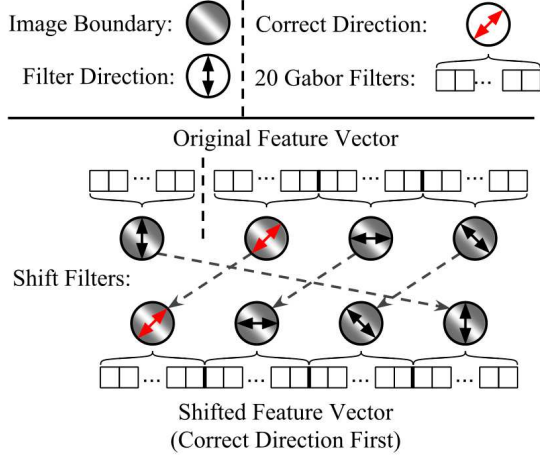 Image Boundary:
Correct Direction:
Filter Direction:
20 Gabor Filters:
...
Original Feature Vector
... ... ... ...
Shift Filters:
... ... ... ...
Shifted Feature Vector
(Correct Direction First)